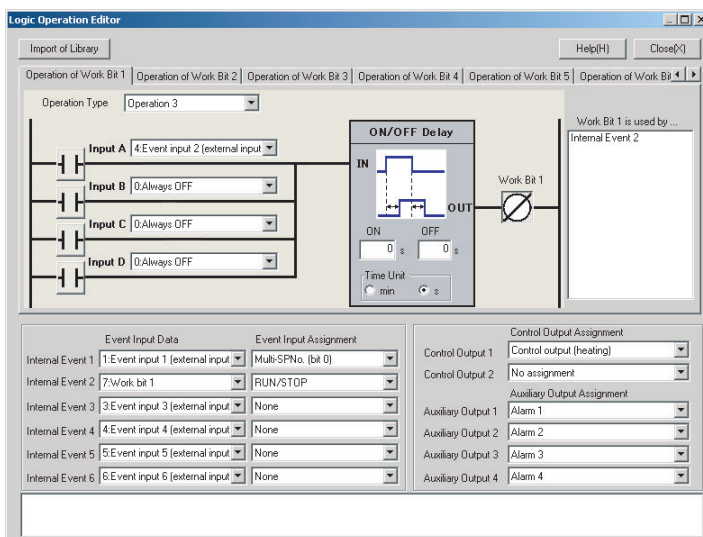 Logic Operation Editor
Import of Library Help(H) Close(X)
Operation of Work Bit 1 Operation of Work Bit 2 Operation of Work Bit 3 Operation of Work Bit 4 Operation of Work Bit 5 Operation of Work Bi
Operation Type Operation 3
Work Bit 1 is used by ...
Internal Event 2
Input A 4:Event input 2 (external input
Input B 0:Always OFF
Input C 0:Always OFF
Input D 0:Always OFF
ON/OFF Delay
IN
OUT
ON OFF
0 s 0 s
Time Unit
min s
Work Bit 1
Event Input Data Event Input Assignment
Internal Event 1 1:Event input 1 (external input Multi-SPNo. (bit 0)
Internal Event 2 7:Work bit 1 RUN/STOP
Internal Event 3 3:Event input 3 (external input None
Internal Event 4 4:Event input 4 (external input None
Internal Event 5 5:Event input 5 (external input None
Internal Event 6 6:Event input 6 (external input None
Control Output Assignment
Control Output 1 Control output (heating)
Control Output 2 No assignment
Auxiliary Output Assignment
Auxiliary Output 1 Alarm 1
Auxiliary Output 2 Alarm 2
Auxiliary Output 3 Alarm 3
Auxiliary Output 4 Alarm 4